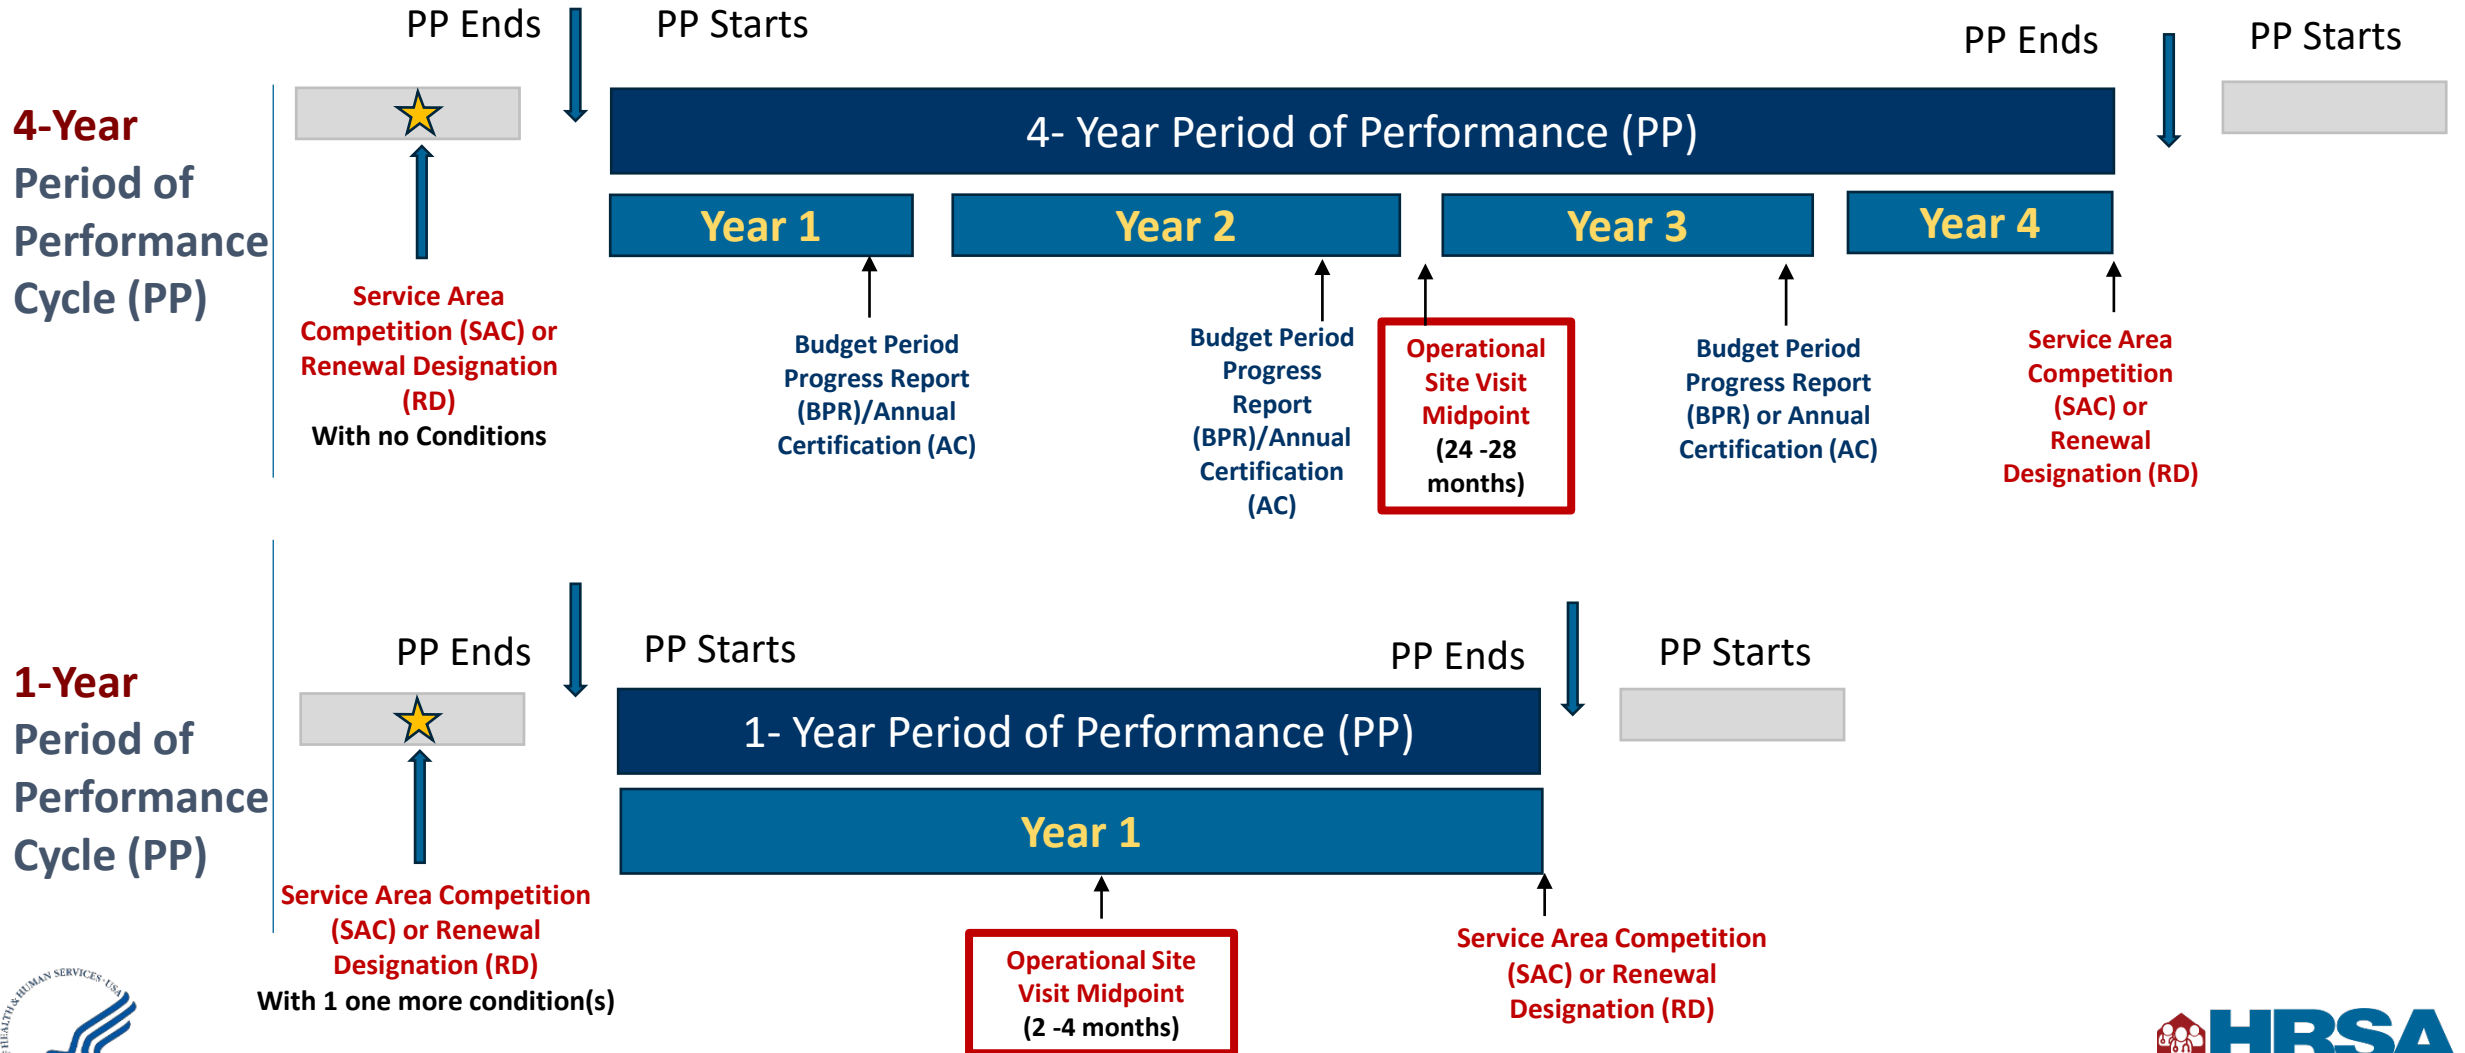 PP Ends
PP Starts
PP Ends
PP Starts
4-Year
Period of
Performance
Cycle (PP)
4- Year Period of Performance (PP)
Year 1
Year 2
Year 3
Year 4
Service Area
Competition (SAC) or
Renewal Designation
(RD)
With no Conditions
Budget Period
Progress Report
(BPR)/Annual
Certification (AC)
Budget Period
Progress
Report
(BPR)/Annual
Certification
(AC)
Operational
Site Visit
Midpoint
(24 -28
months)
Budget Period
Progress Report
(BPR) or Annual
Certification (AC)
Service Area
Competition
(SAC) or
Renewal
Designation (RD)
1-Year
Period of
Performance
Cycle (PP)
PP Ends
PP Starts
PP Ends
PP Starts
1- Year Period of Performance (PP)
Year 1
Service Area Competition
(SAC) or Renewal
Designation (RD)
With 1 one more condition(s)
Operational Site
Visit Midpoint
(2 -4 months)
Service Area Competition
(SAC) or Renewal
Designation (RD)
HEALTH & HUMAN SERVICES·USA
HRSA